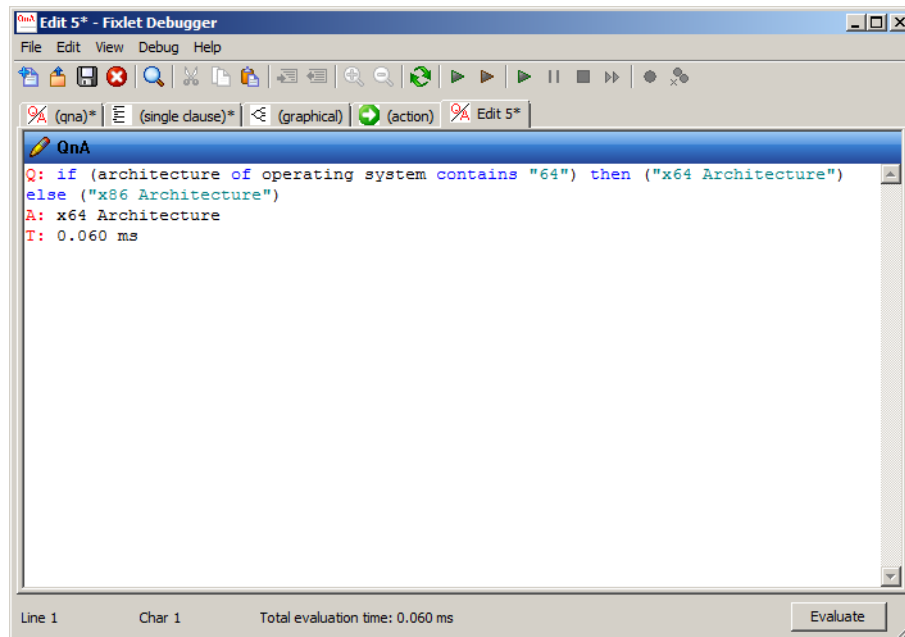 QnA Edit 5* - Fixlet Debugger
File Edit View Debug Help
(qna)* (single clause)* (graphical) (action) Edit 5*
QnA
Q: if (architecture of operating system contains "64") then ("x64 Architecture")
else ("x86 Architecture")
A: x64 Architecture
T: 0.060 ms
Line 1 Char 1 Total evaluation time: 0.060 ms Evaluate